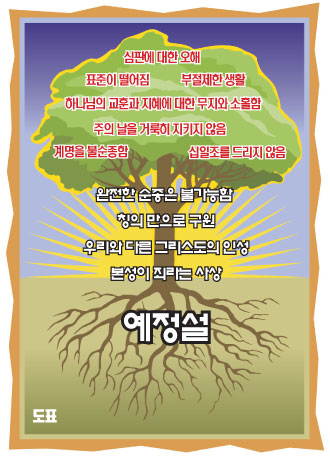 심판에 대한 오해
표준이 떨어짐 부절제한 생활
하나님의 교훈과 지혜에 대한 무지와 소홀함
주의 날을 거룩히 지키지 않음
계명을 불순종함 십일조를 드리지 않음
완전한 순종은 불가능함
칭의 만으로 구원
우리와 다른 그리스도의 인성
본성이 죄라는 사상
예정설
도표